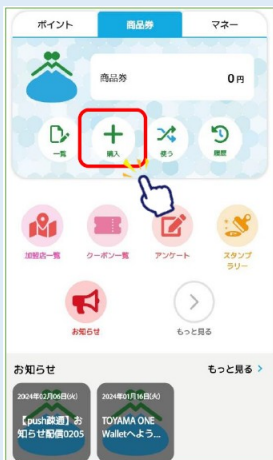 ポイント 商品券 マネー
商品券 0円
一覧 購入 使う 履歴
加盟店一覧 クーポン一覧 アンケート スタンプ
ラリー
お知らせ もっと見る
お知らせ もっと見る
2024年02月06日(火) 2024年01月16日(火)
【push疎通】お TOYAMA ONE
知らせ配信0205 Walletへよう...